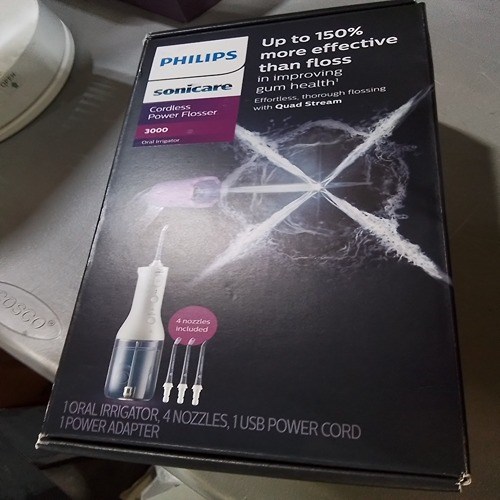 PHILIPS
sonicare
Cordless
Power Flosser
3000
Oral Irrigator
Up to 150%
more effective
than floss
in improving
gum health¹
Effortless, thorough flossing
with Quad Stream
4 nozzles
included
1 ORAL IRRIGATOR, 4 NOZZLES, 1 USB POWER CORD
1 POWER ADAPTER
COSCO